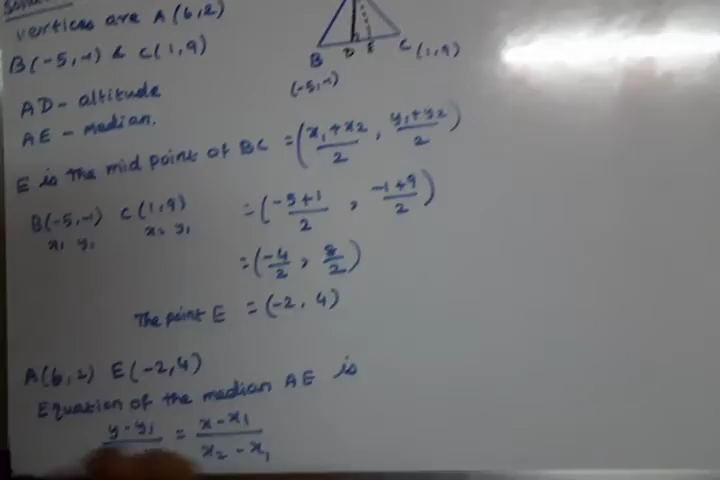 vertices are A(6,2)
B(-5,-1) & C(1,9)
AD - altitude
AE - median.
B D E C (1,9)
(-5,-1)
E is the mid point of BC = (x₁+x₂/2, y₁+y₂/2)
B(-5,-1) C(1,9) = (-5+1/2, -1+9/2)
x₁ y₁ x₂ y₁
= (-4/2, 8/2)
The point E = (-2, 4)
A(6,2) E(-2,4)
Equation of the median AE is
y-y₁ = x-x₁/x₂-x₁